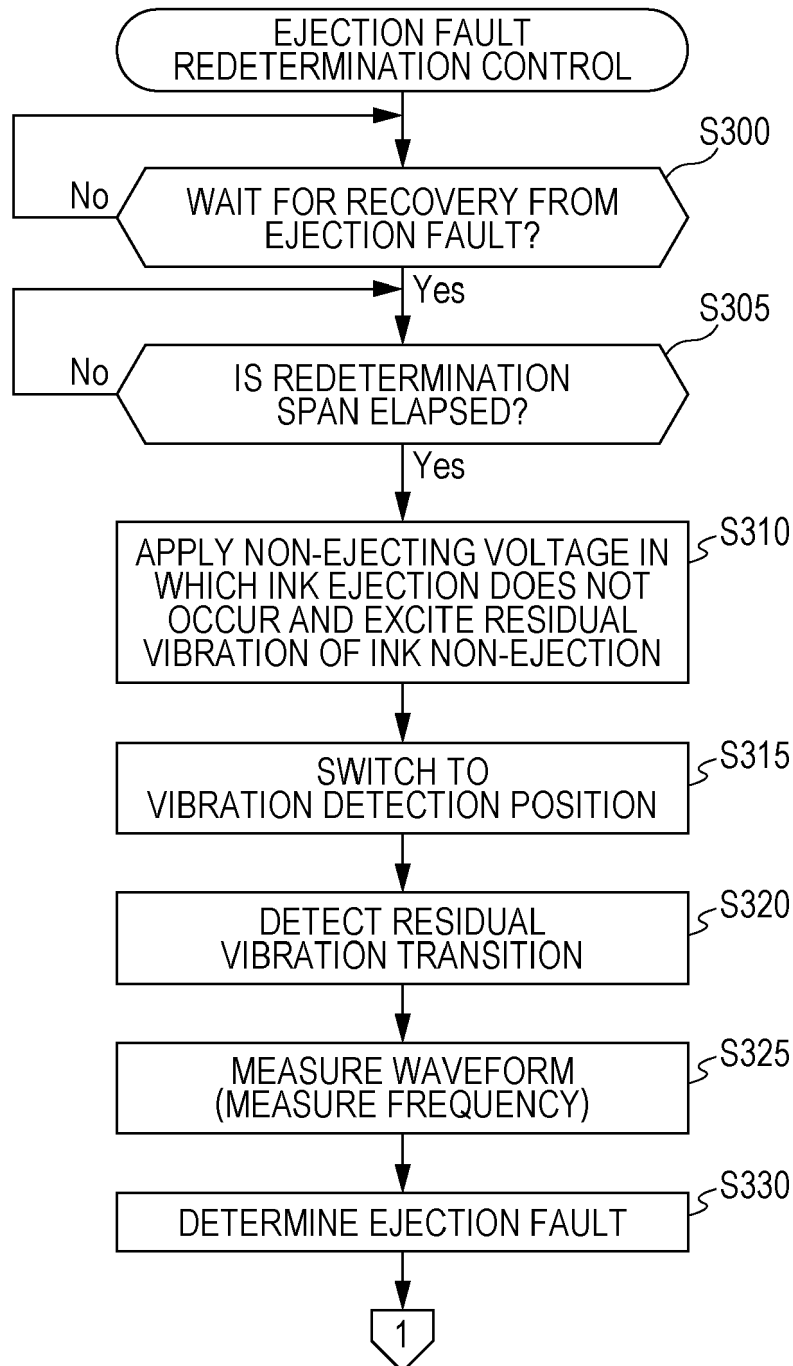 EJECTION FAULT
REDETERMINATION CONTROL
S300
No
WAIT FOR RECOVERY FROM
EJECTION FAULT?
Yes
S305
No
IS REDETERMINATION
SPAN ELAPSED?
Yes
S310
APPLY NON-EJECTING VOLTAGE IN
WHICH INK EJECTION DOES NOT
OCCUR AND EXCITE RESIDUAL
VIBRATION OF INK NON-EJECTION
S315
SWITCH TO
VIBRATION DETECTION POSITION
S320
DETECT RESIDUAL
VIBRATION TRANSITION
S325
MEASURE WAVEFORM
(MEASURE FREQUENCY)
S330
DETERMINE EJECTION FAULT
1